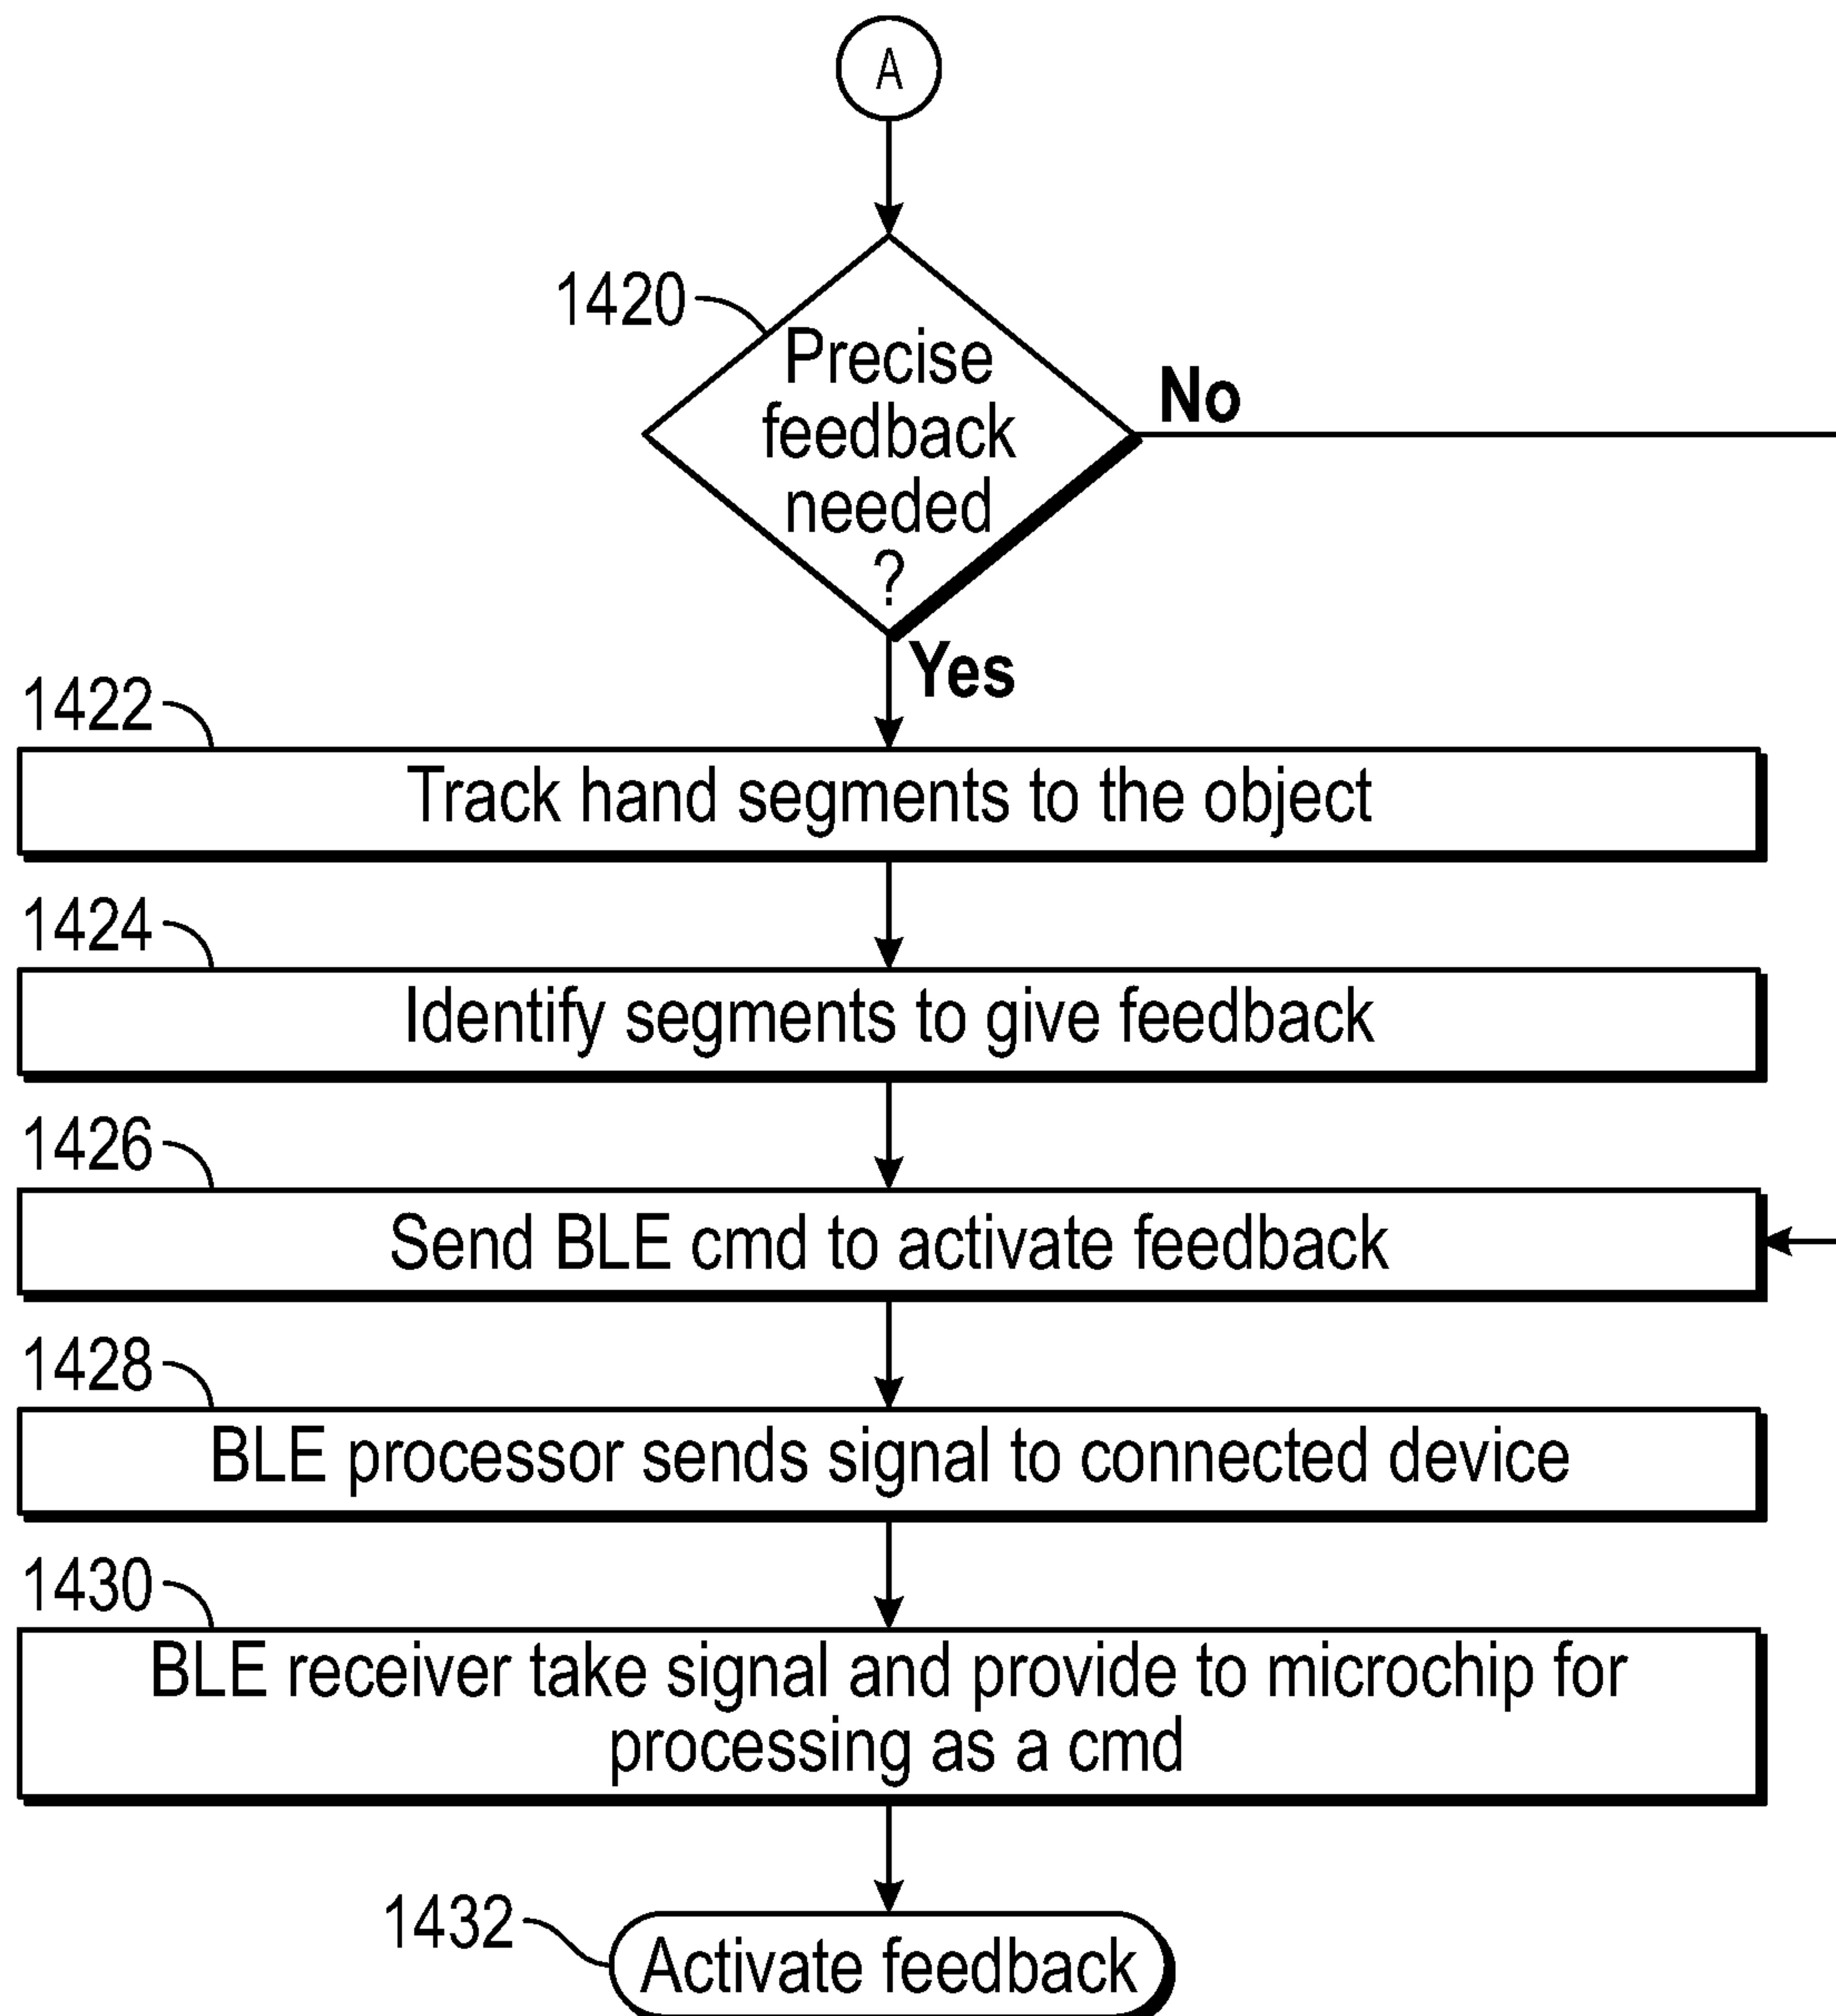 A
1420
Precise
feedback
needed
?
No
Yes
1422
Track hand segments to the object
1424
Identify segments to give feedback
1426
Send BLE cmd to activate feedback
1428
BLE processor sends signal to connected device
1430
BLE receiver take signal and provide to microchip for
processing as a cmd
1432
Activate feedback